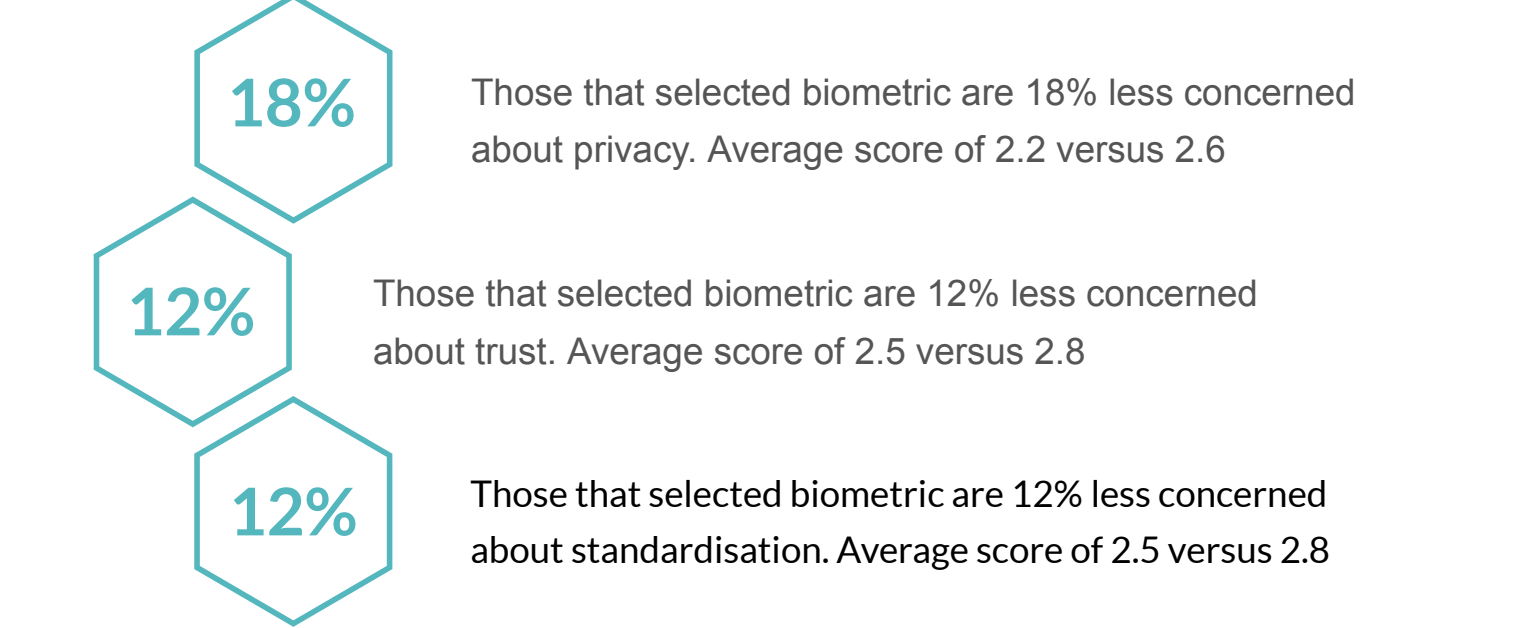 18%
Those that selected biometric are 18% less concerned
about privacy. Average score of 2.2 versus 2.6
12%
Those that selected biometric are 12% less concerned
about trust. Average score of 2.5 versus 2.8
12%
Those that selected biometric are 12% less concerned
about standardisation. Average score of 2.5 versus 2.8